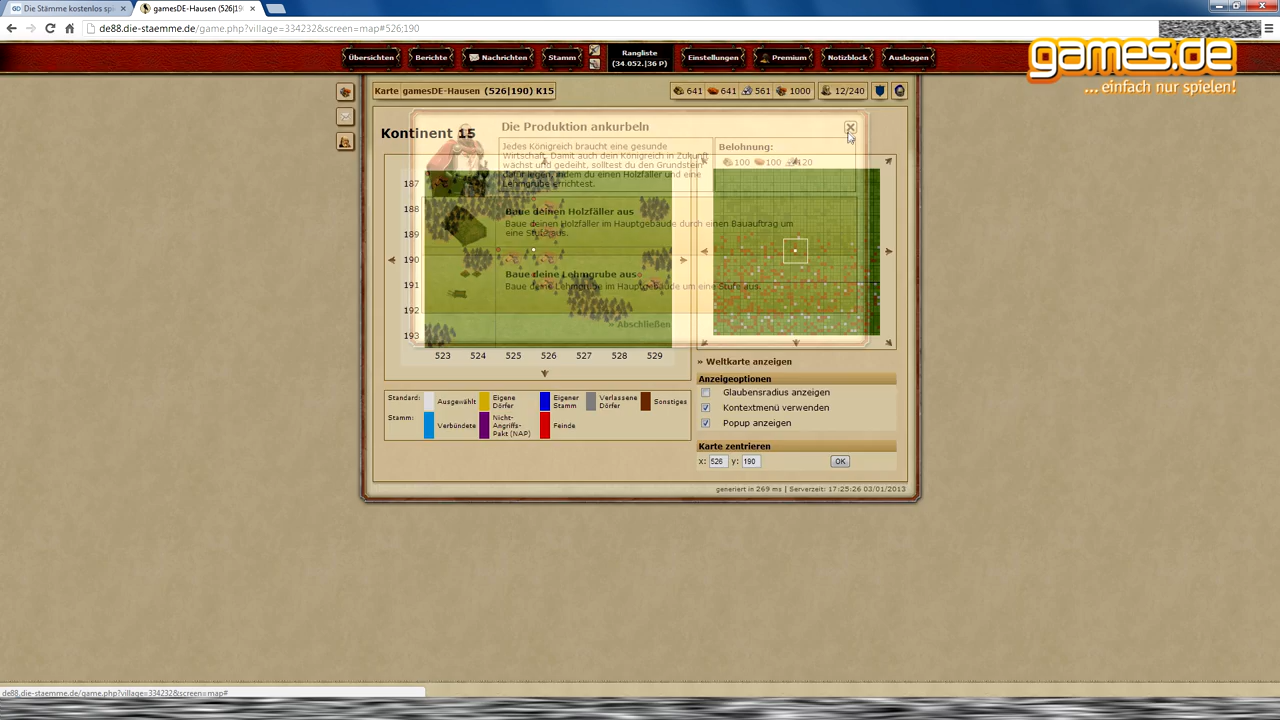 Die Stämme kostenlos spi
gamesDE-Hausen (526|19
de88.die-staemme.de/game.php?village=334232&screen=map#526;190
games.de
... einfach nur spielen!
Übersichten
Berichte
Nachrichten
Stamm
Rangliste
(34.052.|36 P)
Einstellungen
Premium
Notizblock
Ausloggen
Karte gamesDE-Hausen (526|190) K15
641 641 561 1000 12/240
Kontinent 15
Die Produktion ankurbeln
Jedes Königreich braucht eine gesunde
Wirtschaft. Damit auch dein Königreich in Zukunft
wächst und gedeiht, solltest du den Grundstein
dafür legen, indem du einen Holzfäller und eine
Lehmgrube errichtest.
Belohnung:
100 100 120
Baue deinen Holzfäller aus
Baue deinen Holzfäller im Hauptgebäude durch einen Bauauftrag um
eine Stufe aus.
Baue deine Lehmgrube aus
Baue deine Lehmgrube im Hauptgebäude um eine Stufe aus.
» Abschließen
187
188
189
190
191
192
193
523 524 525 526 527 528 529
» Weltkarte anzeigen
Anzeigeoptionen
Glaubensradius anzeigen
Kontextmenü verwenden
Popup anzeigen
Karte zentrieren
x: 526 y: 190 OK
Standard:
Ausgewählt
Eigene
Dörfer
Eigener
Stamm
Verlassene
Dörfer
Sonstiges
Stamm:
Verbündete
Nicht-
Angriffs-
Pakt (NAP)
Feinde
generiert in 269 ms | Serverzeit: 17:25:26 03/01/2013
de88.die-staemme.de/game.php?village=334232&screen=map#